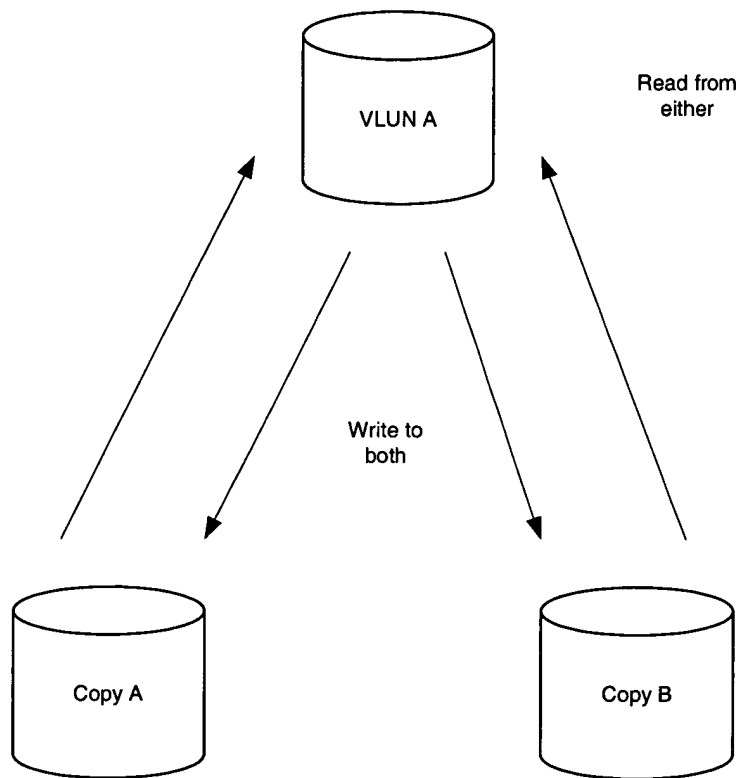 Read from
either
VLUN A
Write to
both
Copy A
Copy B